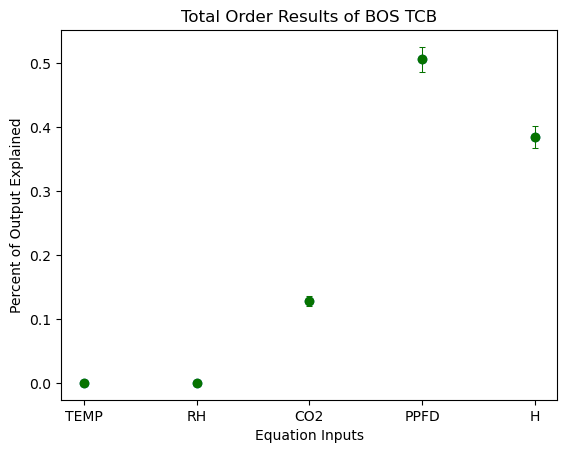 Total Order Results of BOS TCB
Percent of Output Explained
0.5
0.4
0.3
0.2
0.1
0.0
TEMP RH CO2 PPFD H
Equation Inputs